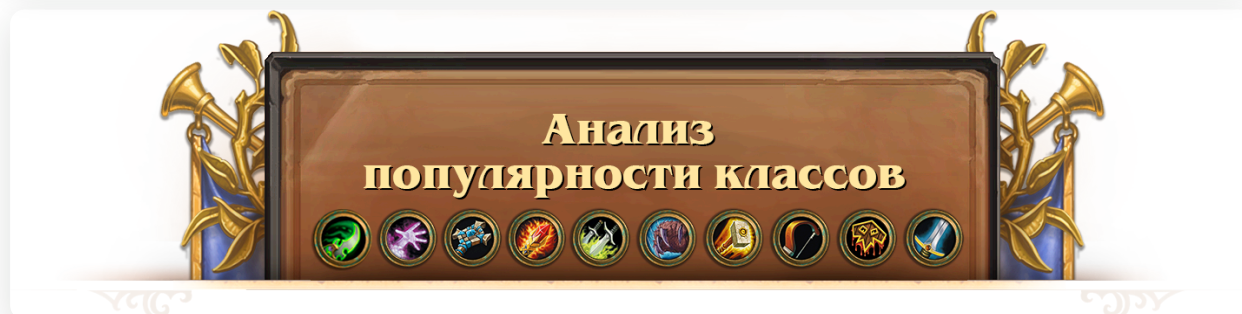 Анализ
популярности классов